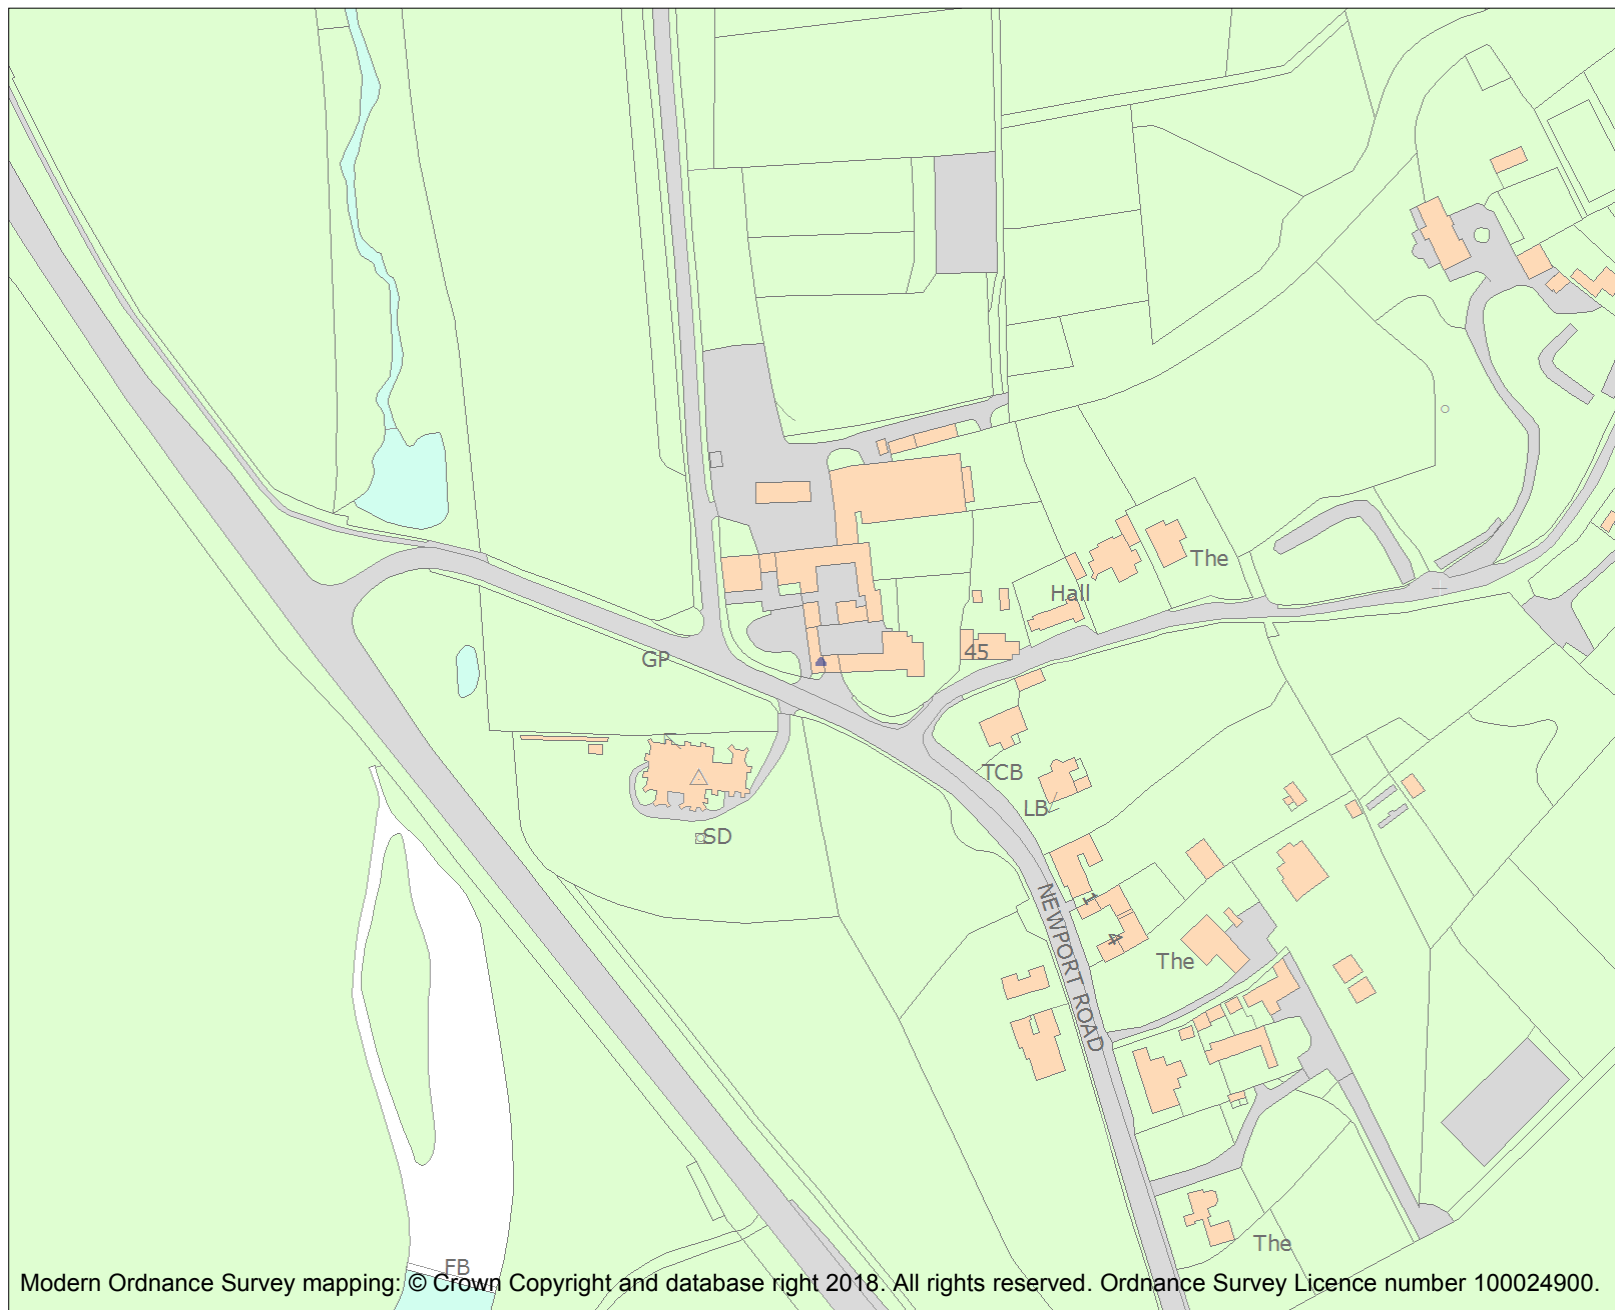 The
Hall
45
GP
TCB
LB
SD
1
4
NEWPORT ROAD
The
The
FB
Modern Ordnance Survey mapping: © Crown Copyright and database right 2018. All rights reserved. Ordnance Survey Licence number 100024900.